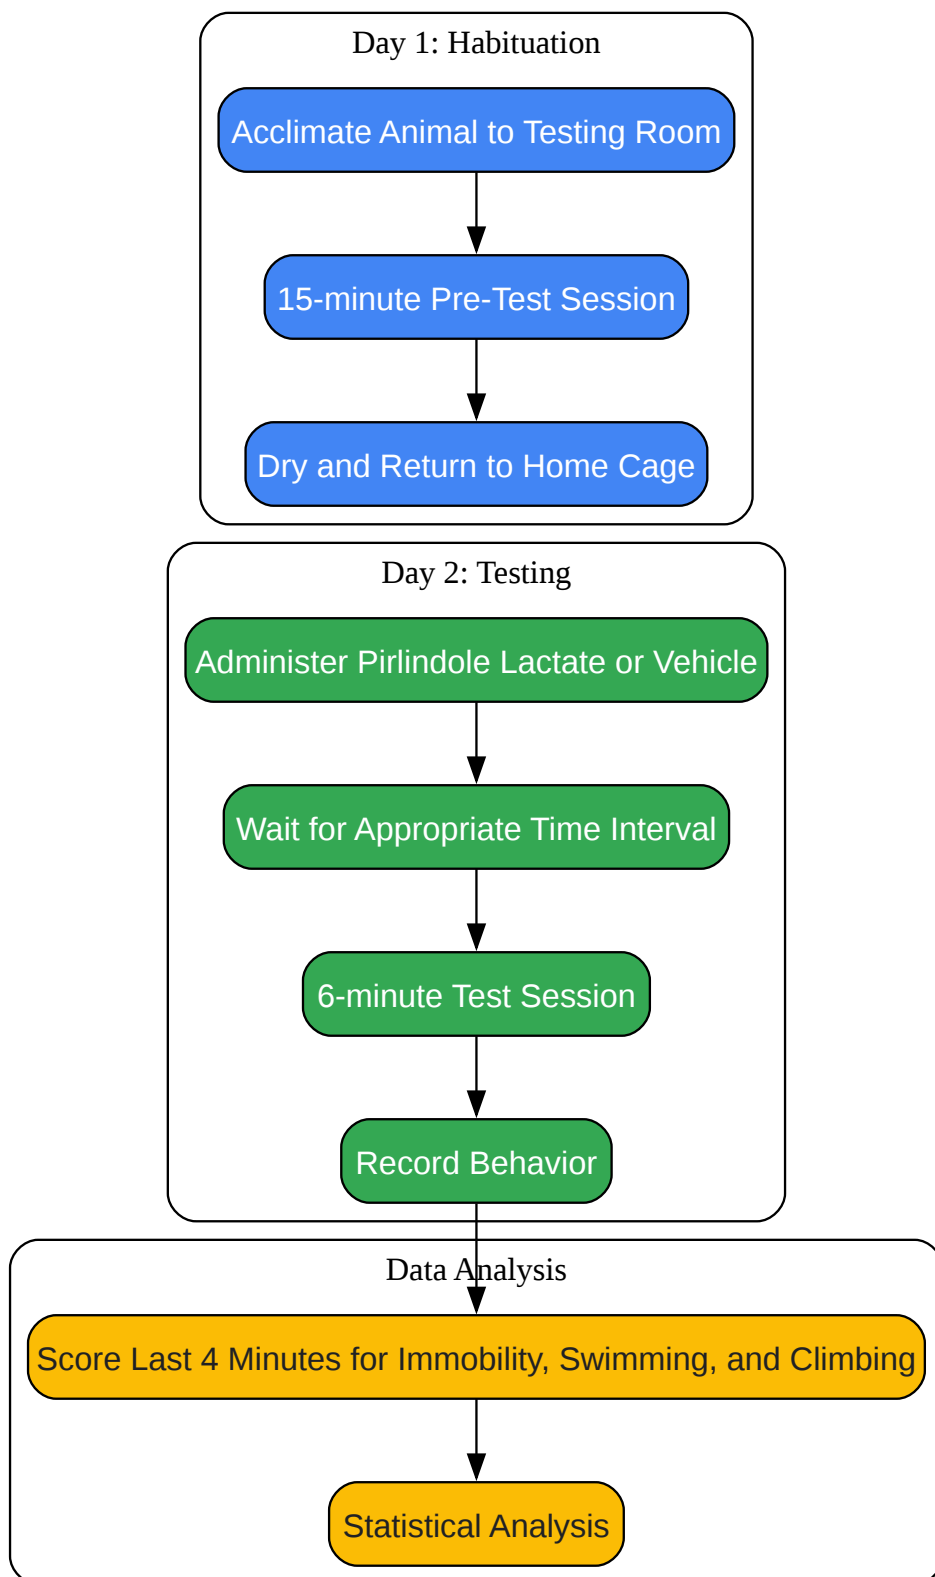 Day 1: Habituation
Acclimate Animal to Testing Room
15-minute Pre-Test Session
Dry and Return to Home Cage
Day 2: Testing
Administer Pirlindole Lactate or Vehicle
Wait for Appropriate Time Interval
6-minute Test Session
Record Behavior
Data Analysis
Score Last 4 Minutes for Immobility, Swimming, and Climbing
Statistical Analysis